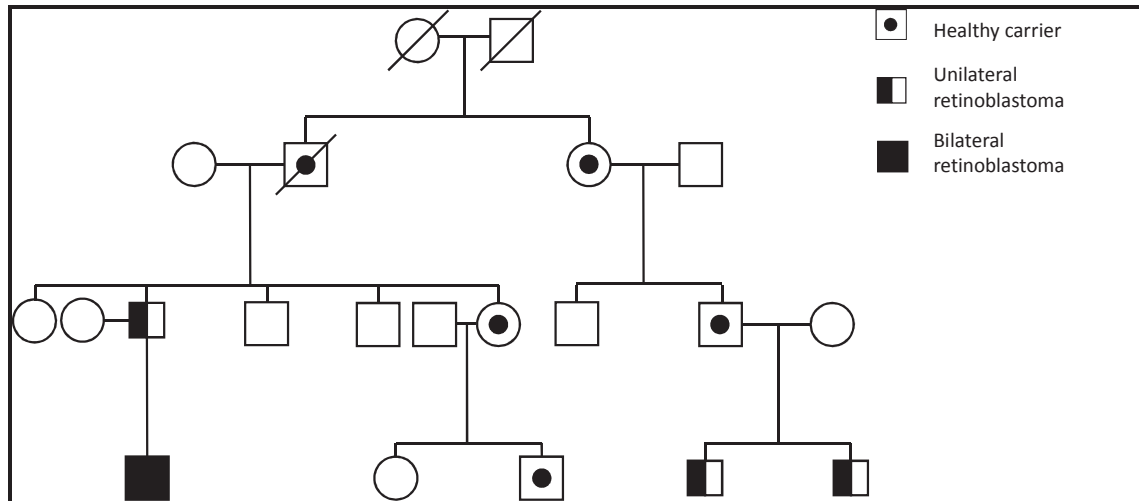 Healthy carrier
Unilateral
retinoblastoma
Bilateral
retinoblastoma